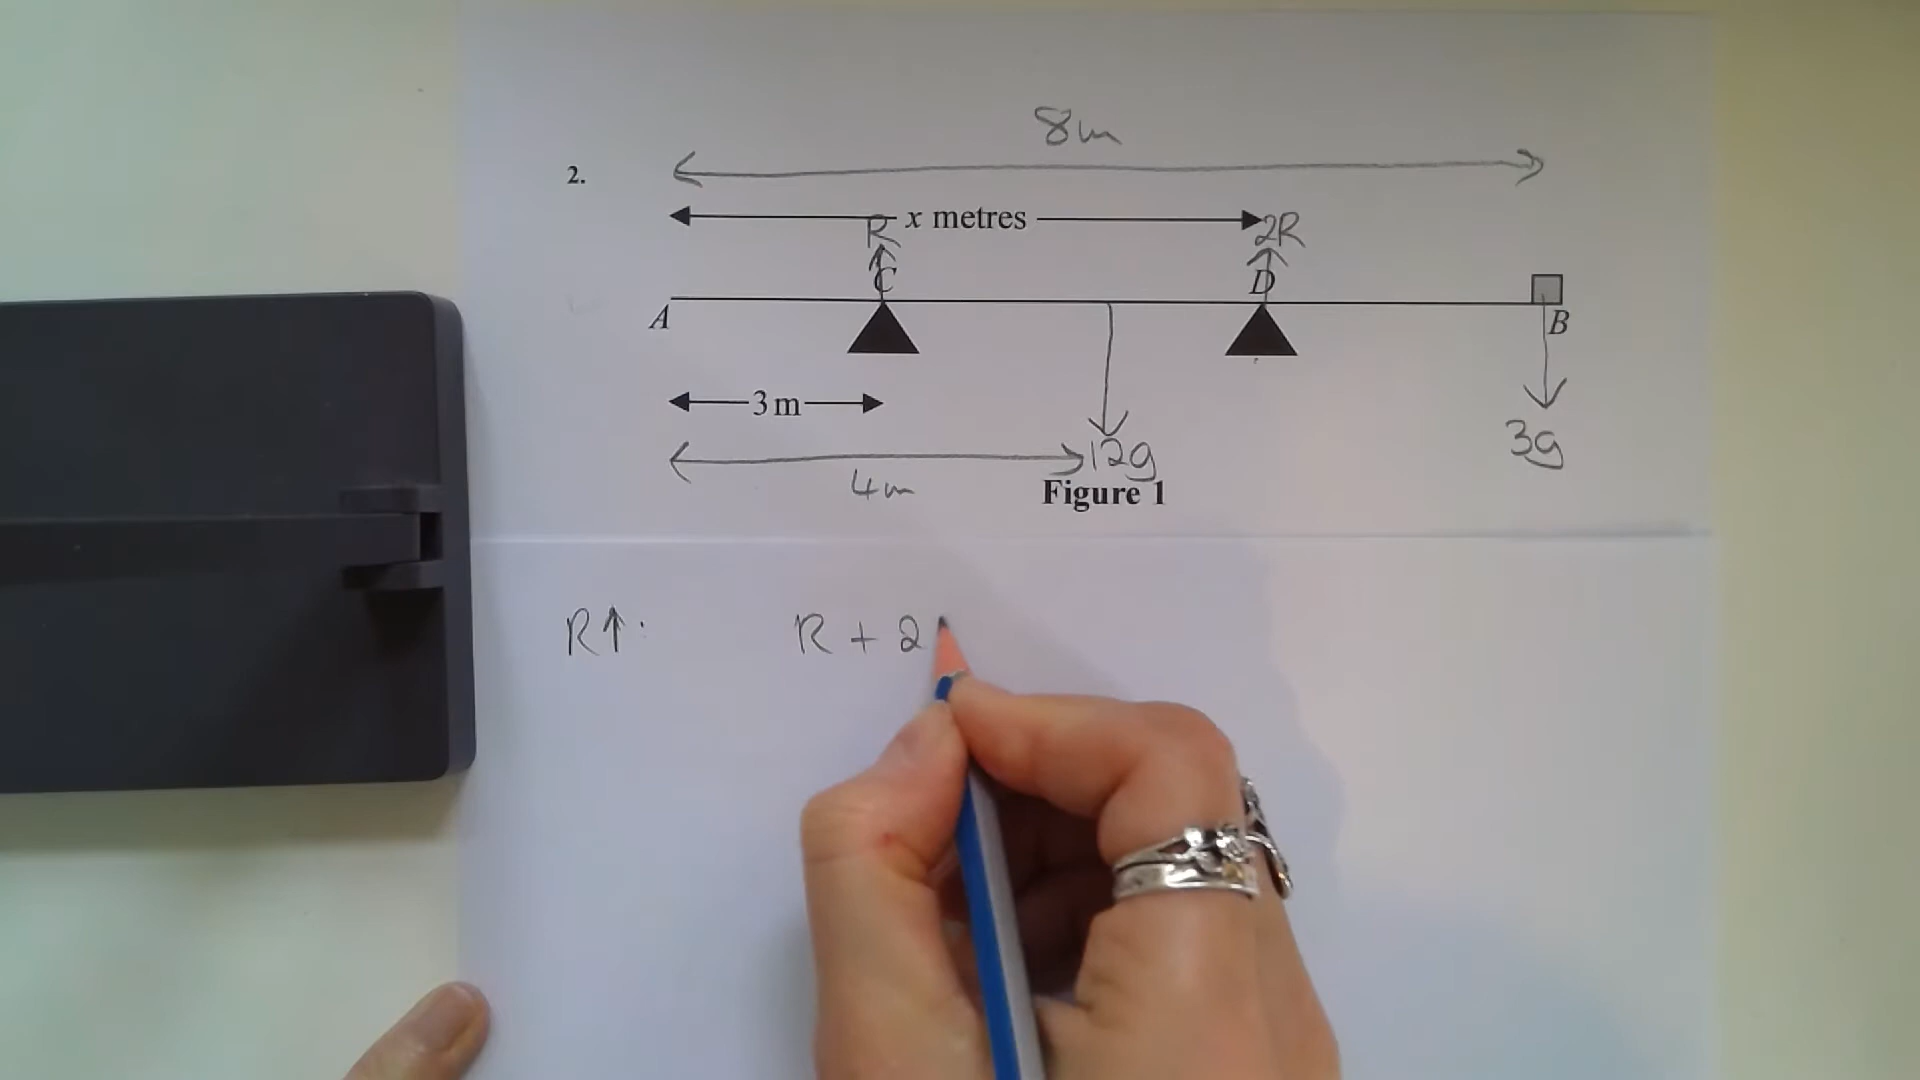 8m
2.
x metres
R
2R
C
D
A
B
3 m
12g
3g
4m
Figure 1
R↑: R + 2